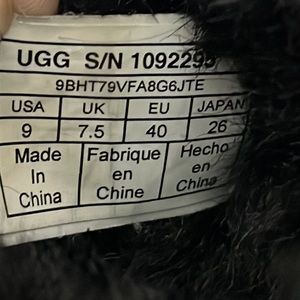 UGG S/N 1092295
9BHT79VFA8G6JTE
USA UK EU JAPAN
9 7.5 40 26
Made Fabrique Hecho
In en en
China Chine China